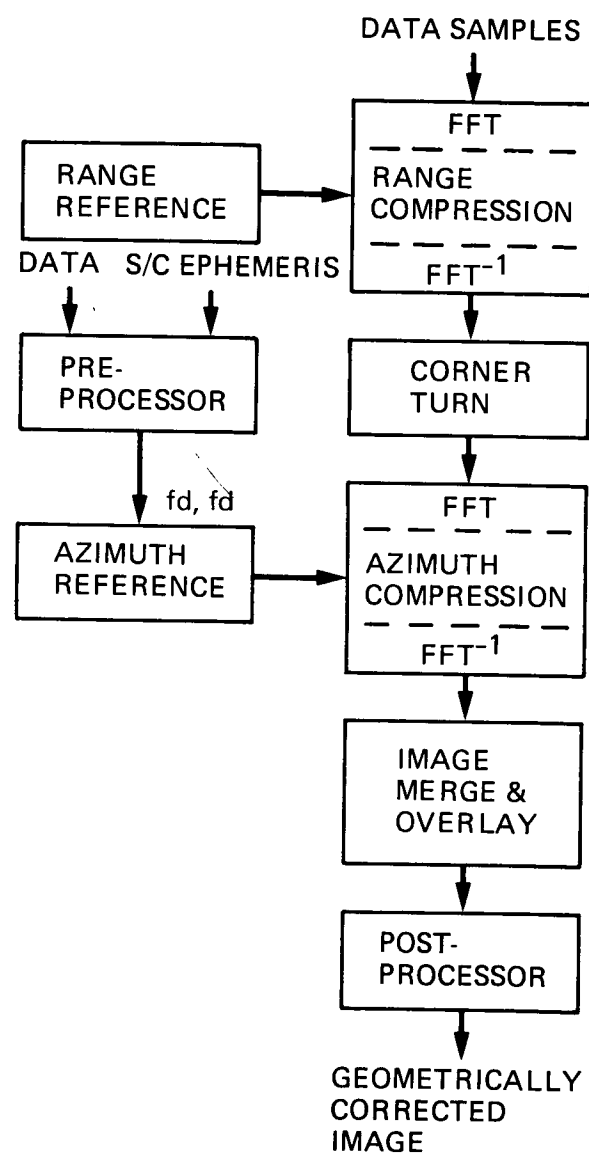 DATA SAMPLES
FFT
RANGE
COMPRESSION
FFT⁻¹
RANGE
REFERENCE
DATA S/C EPHEMERIS
PRE-
PROCESSOR
CORNER
TURN
fd, fd
AZIMUTH
REFERENCE
FFT
AZIMUTH
COMPRESSION
FFT⁻¹
IMAGE
MERGE &
OVERLAY
POST-
PROCESSOR
GEOMETRICALLY
CORRECTED
IMAGE